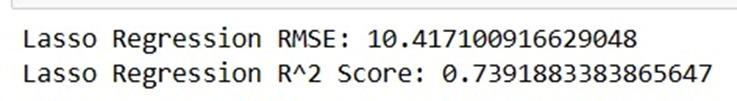 Lasso Regression RMSE: 10.417100916629048
Lasso Regression R^2 Score: 0.7391883383865647